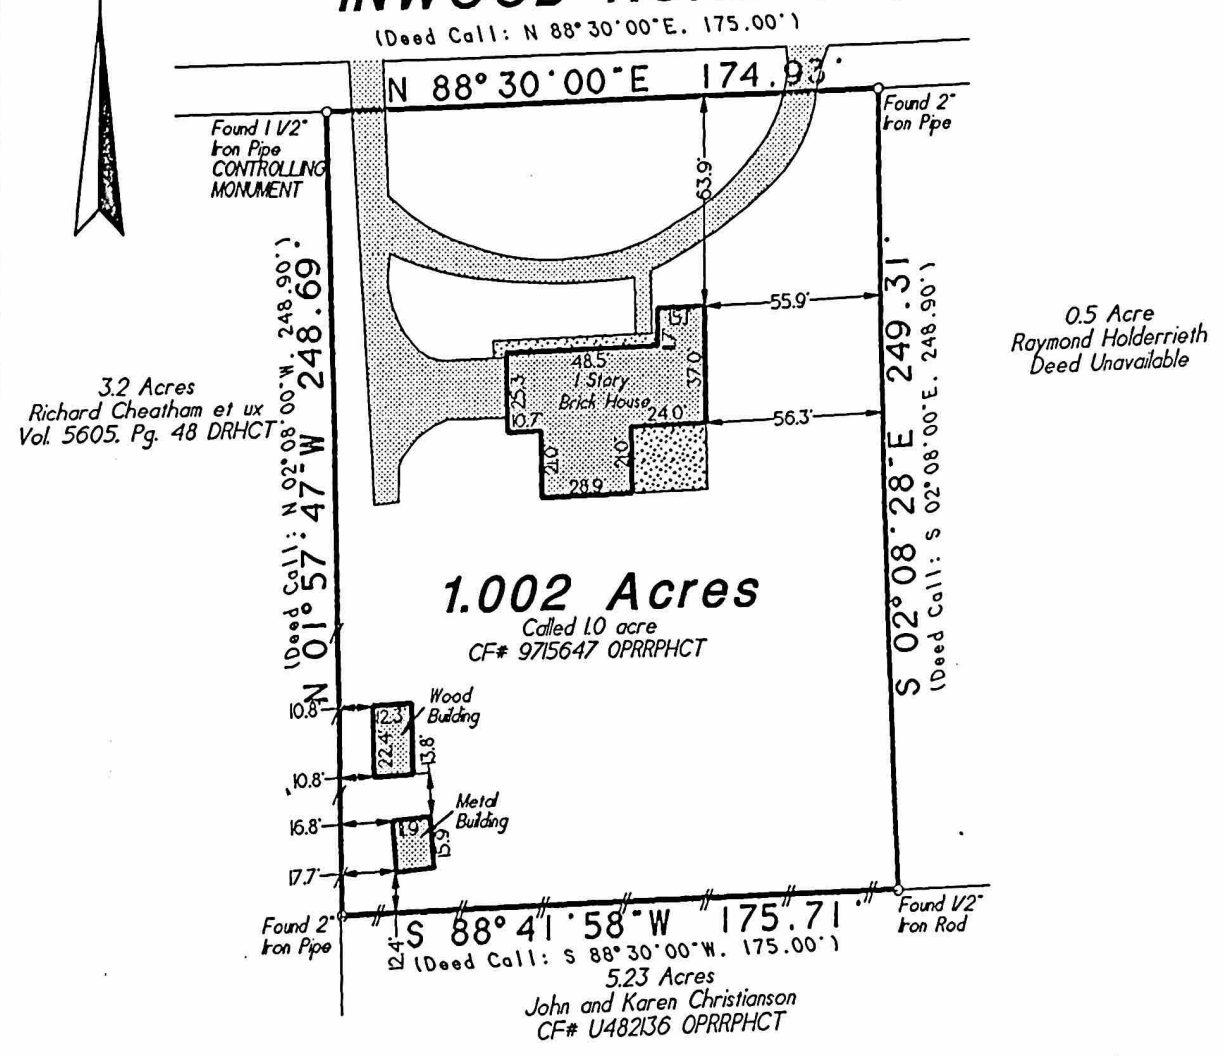 (Deed Call: N 88°30'00"E. 175.00')
N 88°30'00"E 174.93'
Found 1 1/2"
Iron Pipe
CONTROLLING
MONUMENT
Found 2"
Iron Pipe
63.9'
55.9'
15.1
1.7
48.5'
37.0'
1 Story
Brick House
25.3'
10.7'
24.0'
56.3'
21.0'
21.0'
28.9'
N 01°57'47"W 248.69'
(Deed Call: N 02°08'00"W. 248.90')
S 02°08'28"E 249.31'
(Deed Call: S 02°08'00"E. 248.90')
3.2 Acres
Richard Cheatham et ux
Vol. 5605. Pg. 48 DRHCT
0.5 Acre
Raymond Holderrieth
Deed Unavailable
1.002 Acres
Called 1.0 acre
CF# 9715647 OPRRPHCT
Wood
Building
10.8'
12.3'
22.4'
13.8'
10.8'
Metal
Building
16.8'
15.9
17.7'
12.4'
Found 2"
Iron Pipe
S 88°41'58"W 175.71'
(Deed Call: S 88°30'00"W. 175.00')
Found 1/2"
Iron Rod
5.23 Acres
John and Karen Christianson
CF# U482136 OPRRPHCT